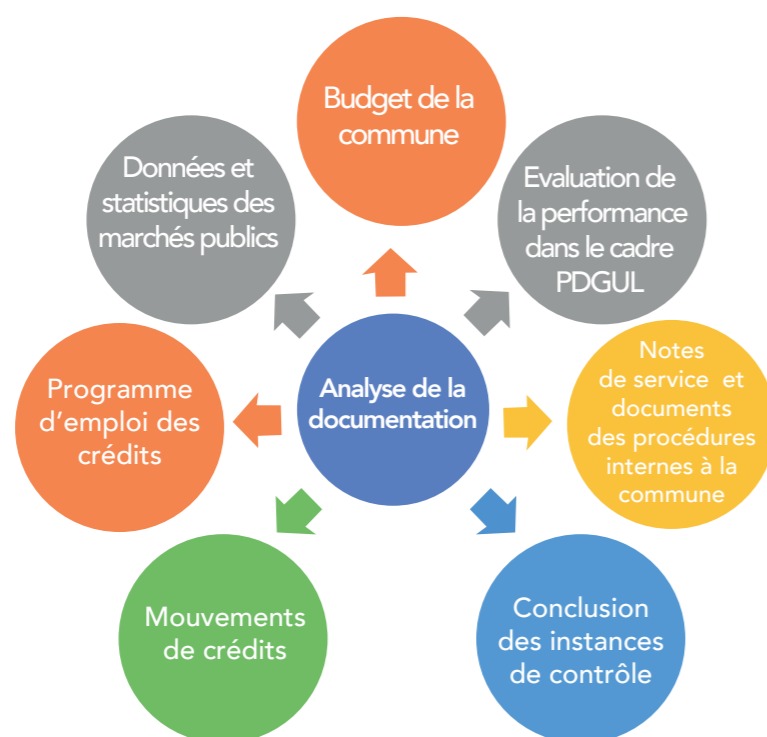 Budget de la
commune
Données et
statistiques des
marchés publics
Evaluation de
la performance
dans le cadre
PDGUL
Programme
d'emploi des
crédits
Analyse de la
documentation
Notes
de service et
documents
des procédures
internes à la
commune
Mouvements
de crédits
Conclusion
des instances
de contrôle